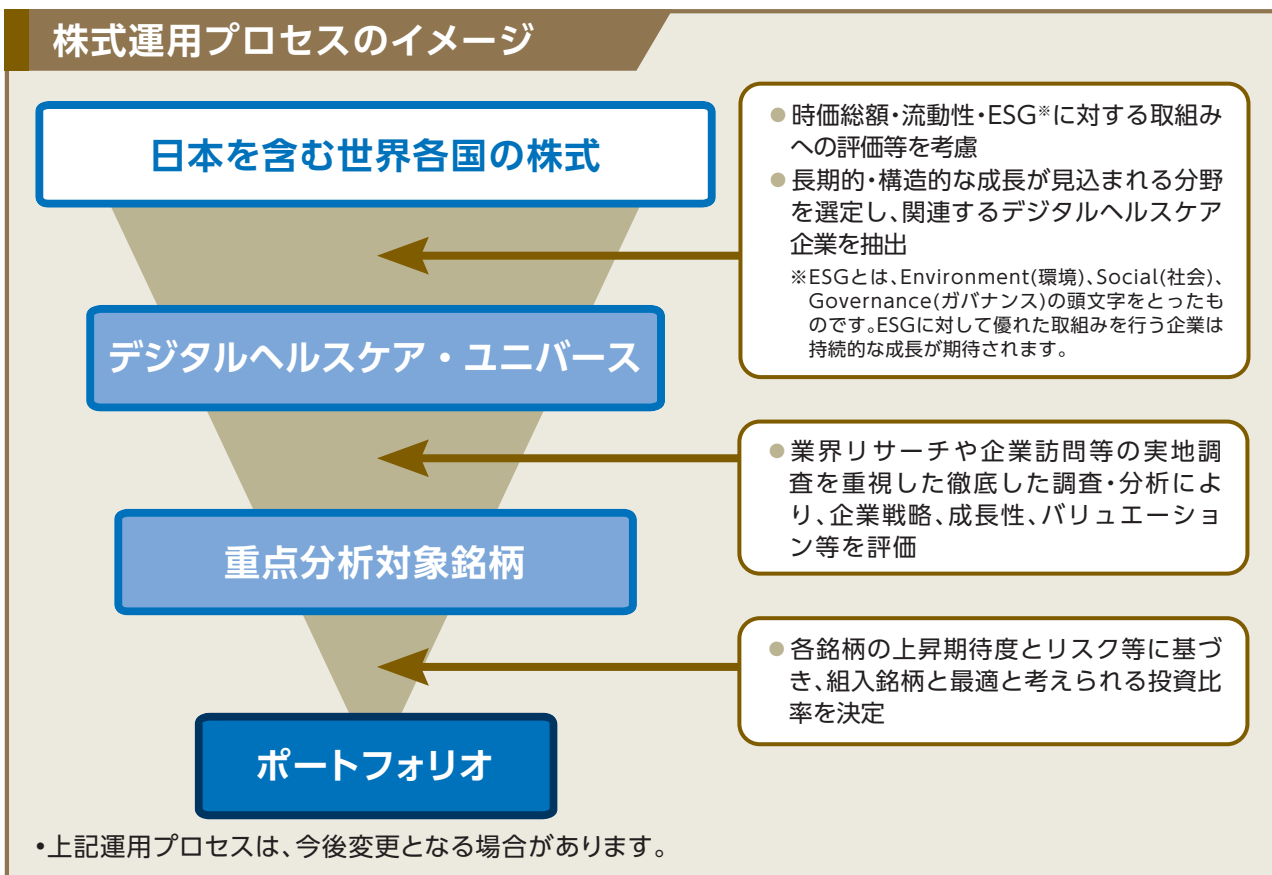 株式運用プロセスのイメージ
日本を含む世界各国の株式
●時価総額・流動性・ESG※に対する取組み
への評価等を考慮
●長期的・構造的な成長が見込まれる分野
を選定し、関連するデジタルヘルスケア
企業を抽出
※ESGとは、Environment(環境)、Social(社会)、
Governance(ガバナンス)の頭文字をとったも
のです。ESGに対して優れた取組みを行う企業は
持続的な成長が期待されます。
デジタルヘルスケア・ユニバース
●業界リサーチや企業訪問等の実地調
査を重視した徹底した調査・分析によ
り、企業戦略、成長性、バリュエーショ
ン等を評価
重点分析対象銘柄
●各銘柄の上昇期待度とリスク等に基づ
き、組入銘柄と最適と考えられる投資比
率を決定
ポートフォリオ
•上記運用プロセスは、今後変更となる場合があります。